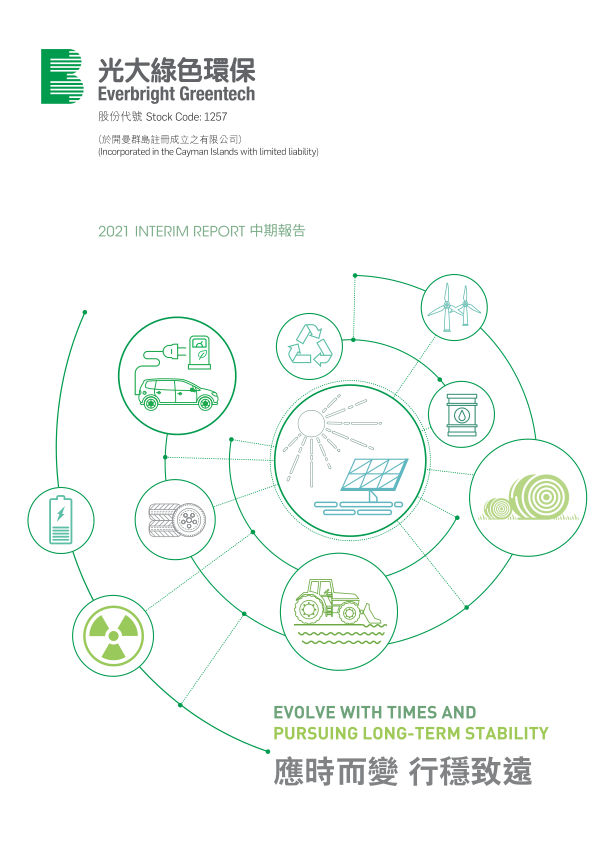 光大綠色環保
Everbright Greentech
股份代號 Stock Code: 1257
(於開曼群島註冊成立之有限公司)
(Incorporated in the Cayman Islands with limited liability)
2021 INTERIM REPORT 中期報告
EVOLVE WITH TIMES AND
PURSUING LONG-TERM STABILITY
應時而變 行穩致遠